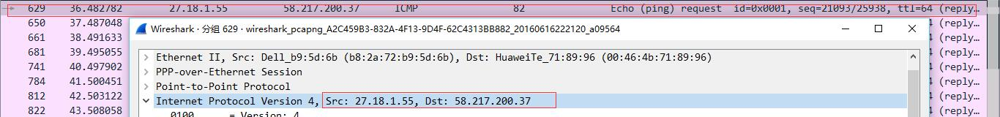 629 36.482782 27.18.1.55 58.217.200.37 ICMP 82 Echo (ping) request id=0x0001, seq=21093/25938, ttl=64 (reply…
650 37.487048 4 (reply…
Wireshark · 分组 629 · wireshark_pcapng_A2C459B3-832A-4F13-9D4F-62C4313BB882_20160616222120_a09564
661 38.491633 4 (reply…
681 39.495055 Ethernet II, Src: Dell_b9:5d:6b (b8:2a:72:b9:5d:6b), Dst: HuaweiTe_71:89:96 (00:46:4b:71:89:96) 4 (reply…
741 40.497902 PPP-over-Ethernet Session 4 (reply…
784 41.500451 Point-to-Point Protocol 4 (reply…
812 42.503122 Internet Protocol Version 4, Src: 27.18.1.55, Dst: 58.217.200.37 4 (reply…
822 43.508058 0100 .... = Version: 4 4 (reply…